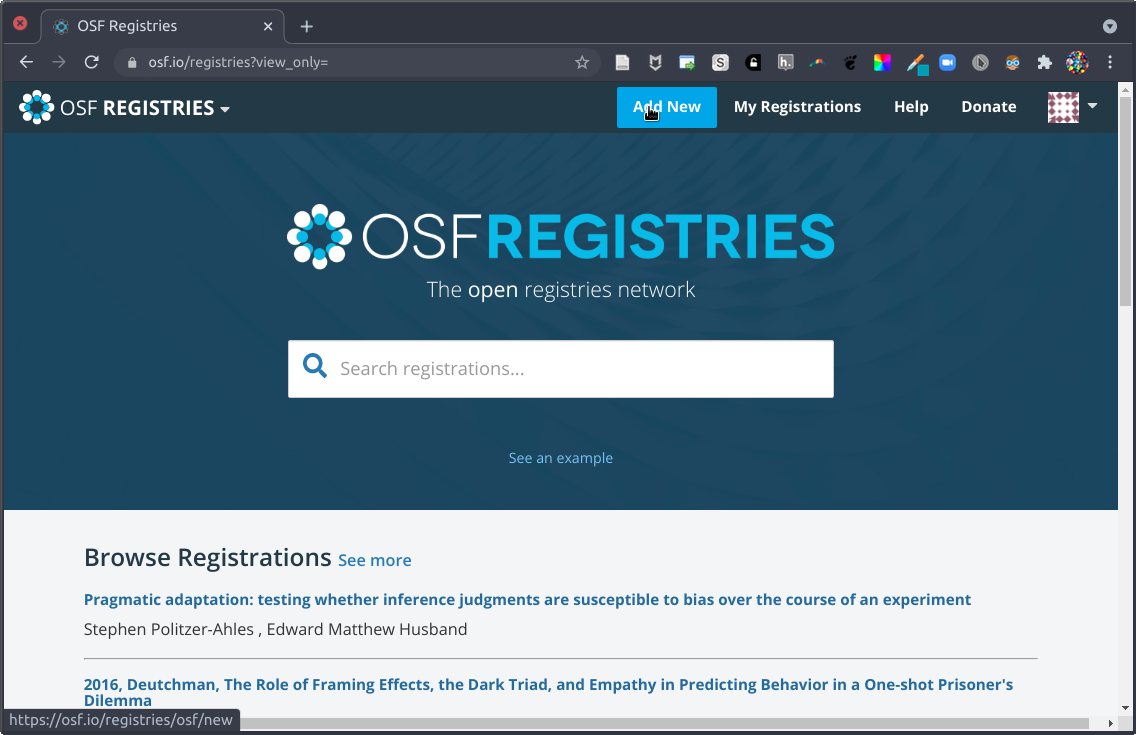 OSF Registries
osf.io/registries?view_only=
OSF REGISTRIES
Add New
My Registrations
Help
Donate
OSFREGISTRIES
The open registries network
Search registrations...
See an example
Browse Registrations See more
Pragmatic adaptation: testing whether inference judgments are susceptible to bias over the course of an experiment
Stephen Politzer-Ahles , Edward Matthew Husband
2016, Deutchman, The Role of Framing Effects, the Dark Triad, and Empathy in Predicting Behavior in a One-shot Prisoner's
Dilemma
https://osf.io/registries/osf/new